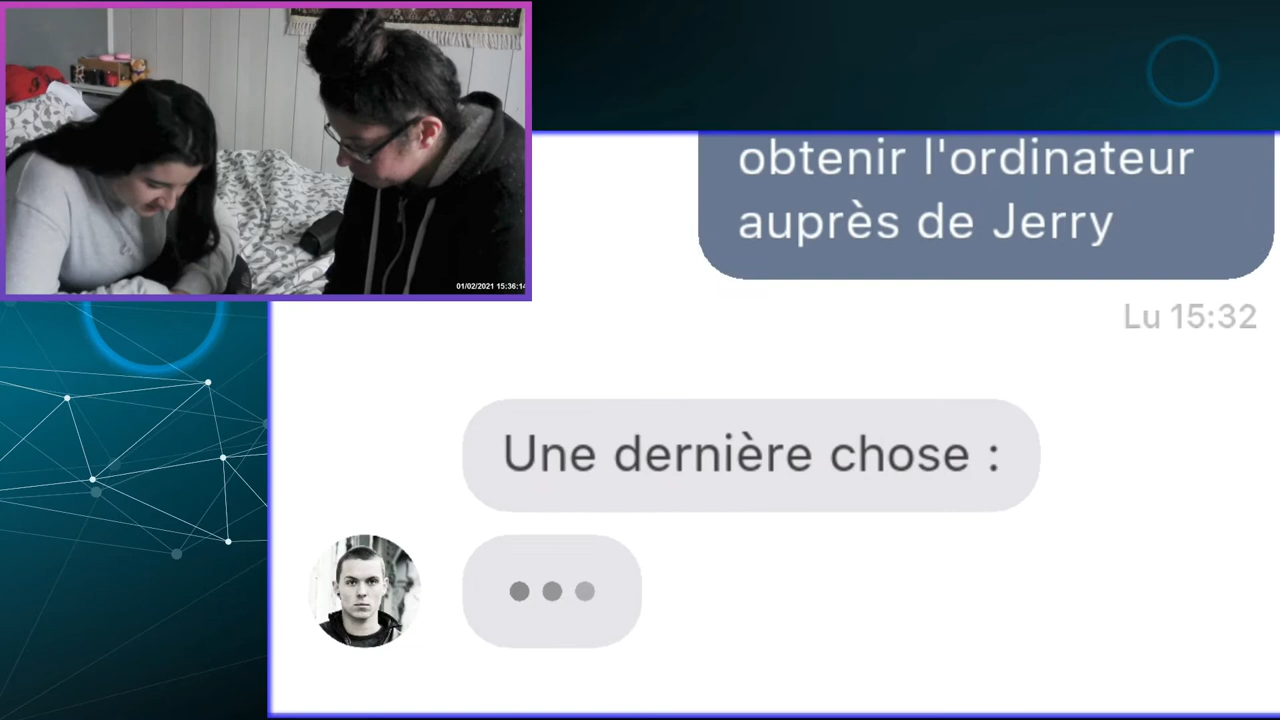 01/02/2021 15:36:14
obtenir l'ordinateur
auprès de Jerry
Lu 15:32
Une dernière chose :